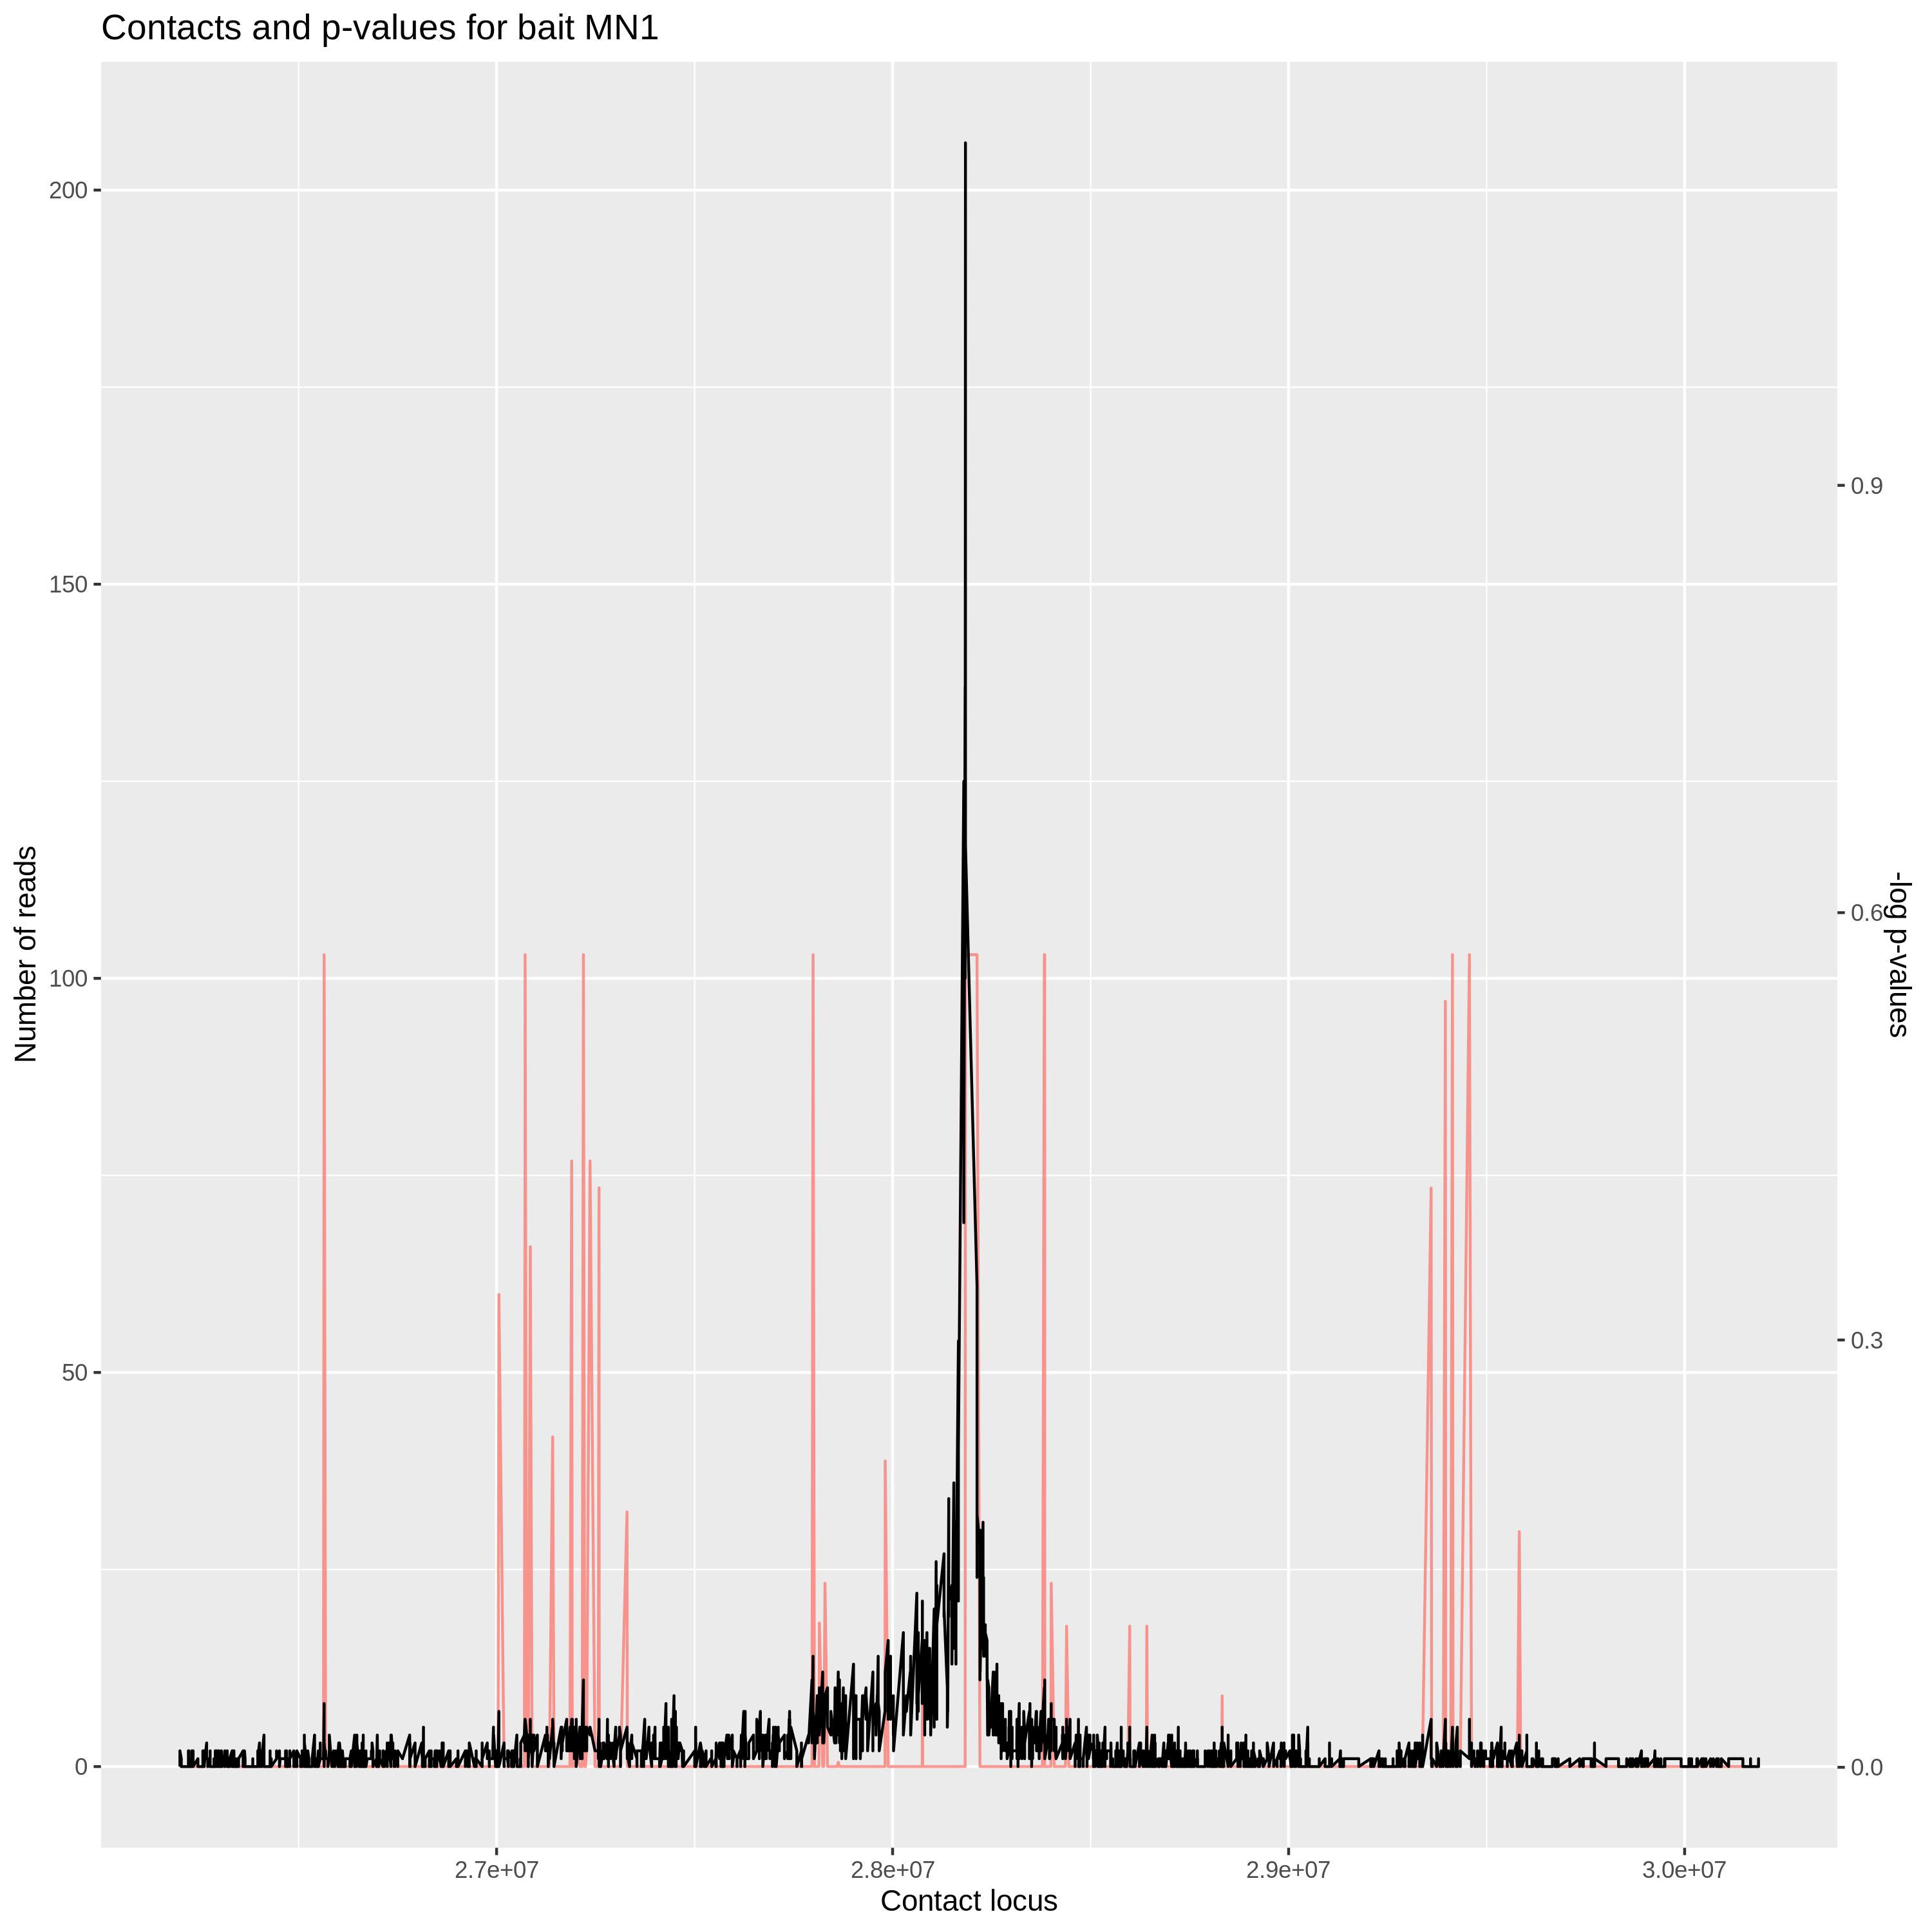 Contacts and p-values for bait MN1
200
150
100
50
0
Number of reads
0.9
0.6
0.3
0.0
-log p-values
2.7e+07
2.8e+07
2.9e+07
3.0e+07
Contact locus